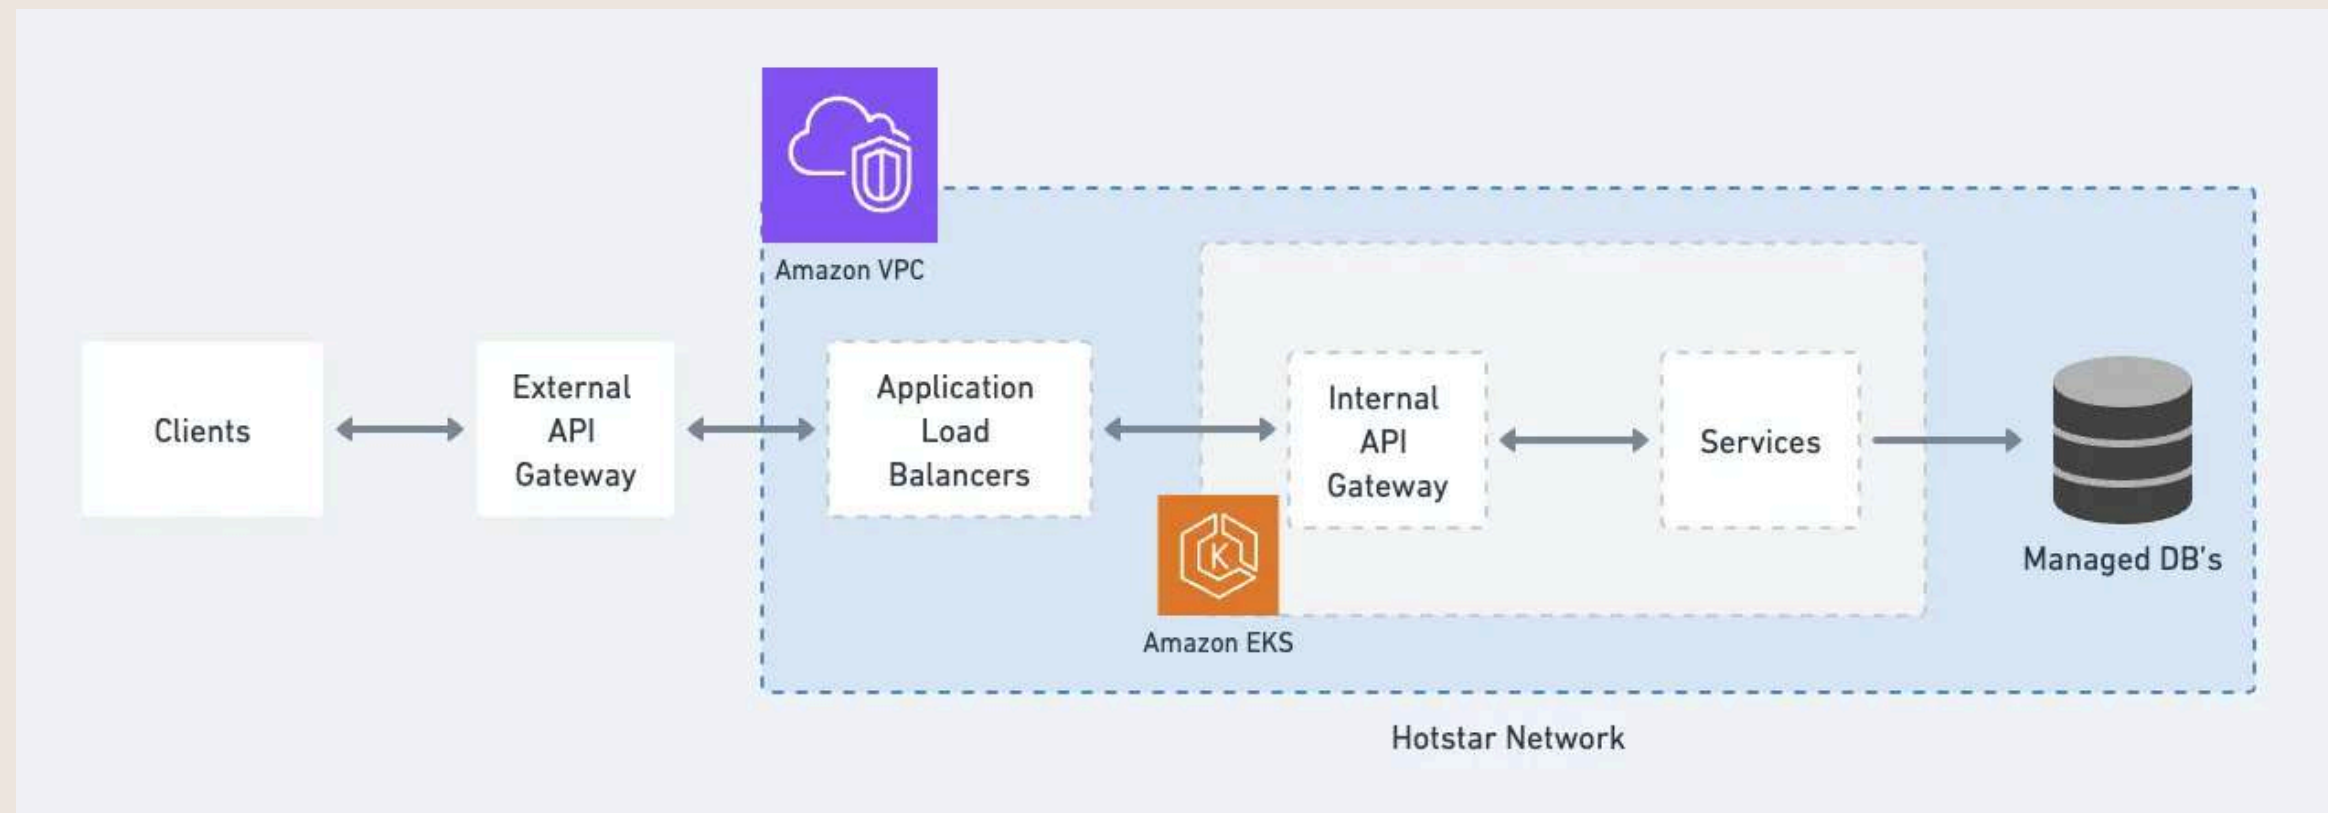 Amazon VPC
Clients
External
API
Gateway
Application
Load
Balancers
Internal
API
Gateway
Services
K
Amazon EKS
Managed DB's
Hotstar Network